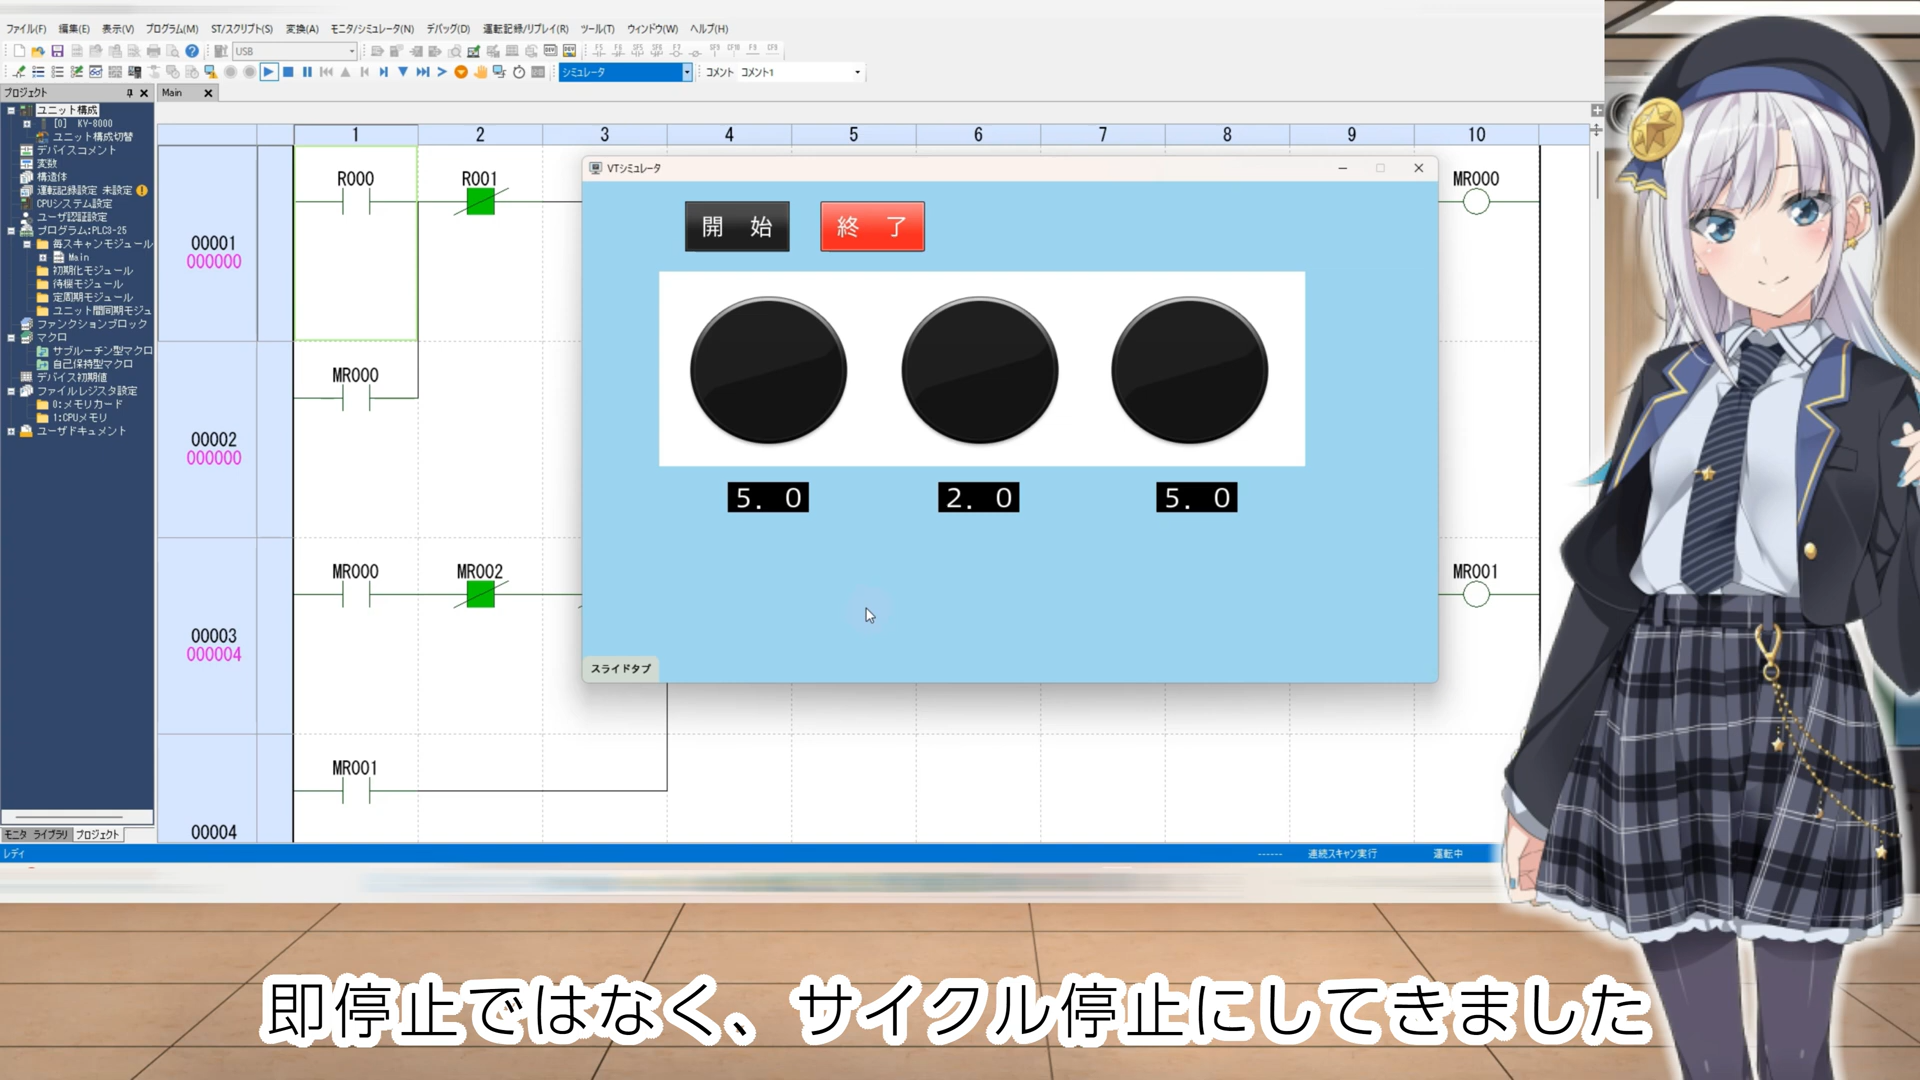 ファイル(F) 編集(E) 表示(V) プログラム(M) ST/スクリプト(S) 変換(A) モニタ/シミュレータ(N) デバッグ(D) 運転記録/リプレイ(R) ツール(T) ウィンドウ(W) ヘルプ(H)
USB
シミュレータ コメント コメント1
プロジェクト
Main
ユニット構成
[0] KV-8000
ユニット構成切替
デバイスコメント
変数
構造体
運転記録設定 未設定
CPUシステム設定
ユーザ認証設定
プログラム:PLC3-25
毎スキャンモジュール
Main
初期化モジュール
待機モジュール
定周期モジュール
ユニット間同期モジュ
ファンクションブロック
マクロ
サブルーチン型マクロ
自己保持型マクロ
デバイス初期値
ファイルレジスタ設定
0:メモリカード
1:CPUメモリ
ユーザドキュメント
モニタ ライブラリ プロジェクト
1 2 3 4 5 6 7 8 9 10
00001
000000
R000 R001 MR000
00002
000000
MR000
00003
000004
MR000 MR002 MR001
00004
MR001
VTシミュレータ
開 始 終 了
5. 0 2. 0 5. 0
スライドタブ
レディ
------ 連続スキャン実行 運転中
即停止ではなく、サイクル停止にしてきました